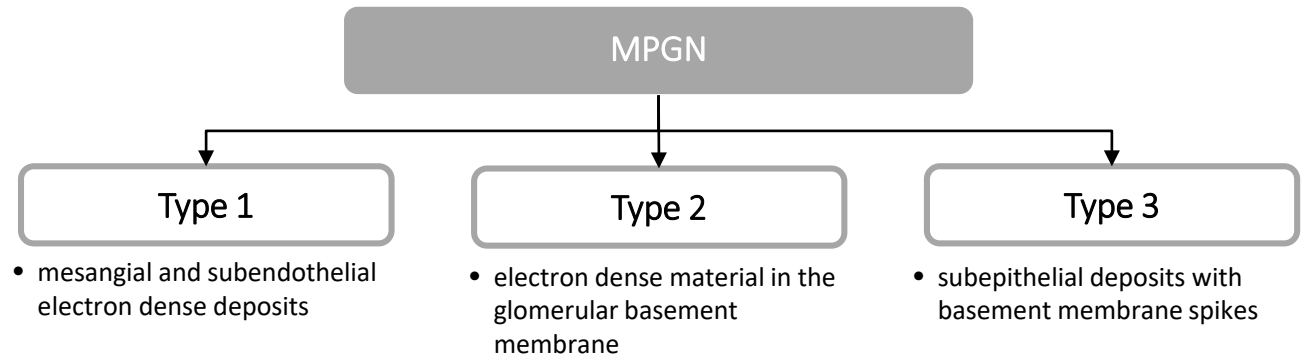 MPGN
Type 1
• mesangial and subendothelial
electron dense deposits
Type 2
• electron dense material in the
glomerular basement
membrane
Type 3
• subepithelial deposits with
basement membrane spikes